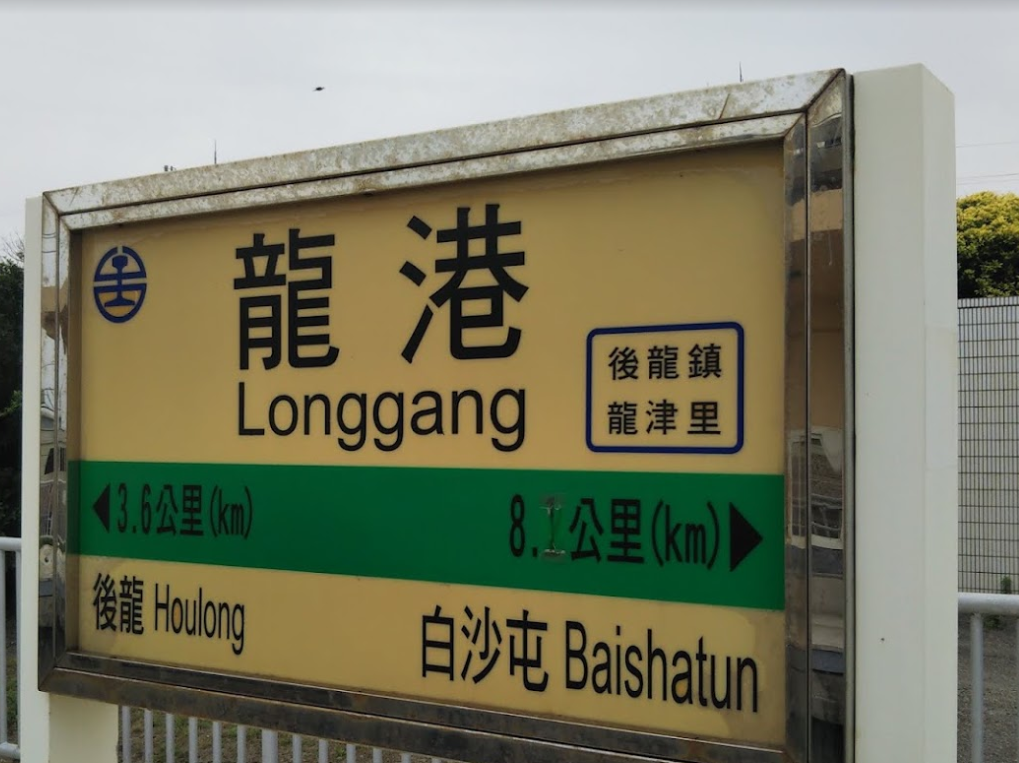 龍港
Longgang
後龍鎮
龍津里
3.6公里(km)
8. 公里(km)
後龍 Houlong
白沙屯 Baishatun